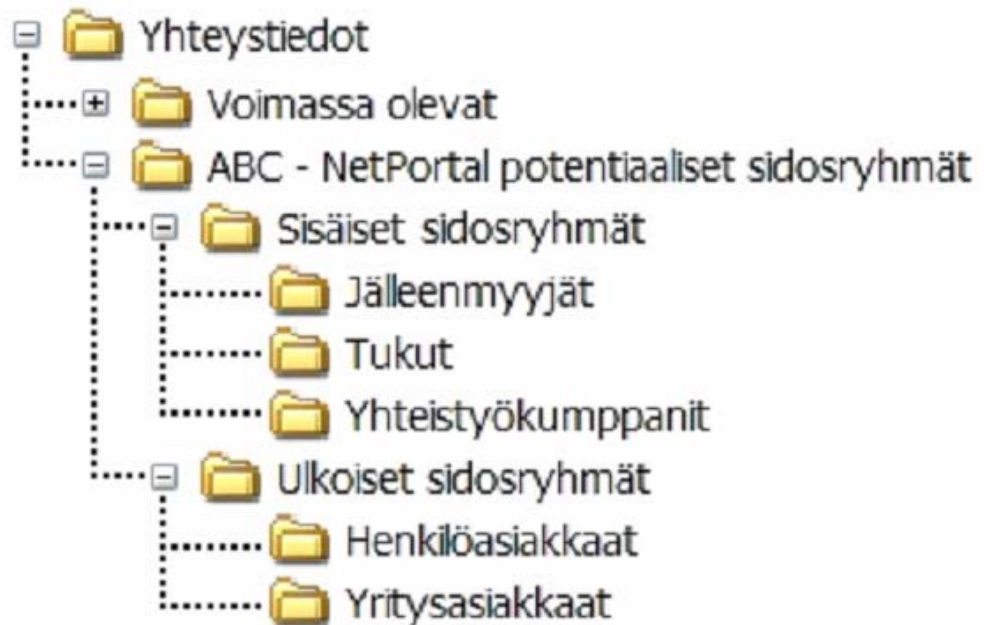 Yhteystiedot
Voimassa olevat
ABC - NetPortal potentiaaliset sidosryhmät
Sisäiset sidosryhmät
Jälleenmyyjät
Tukut
Yhteistyökumppanit
Ulkoiset sidosryhmät
Henkilöasiakkaat
Yritysasiakkaat